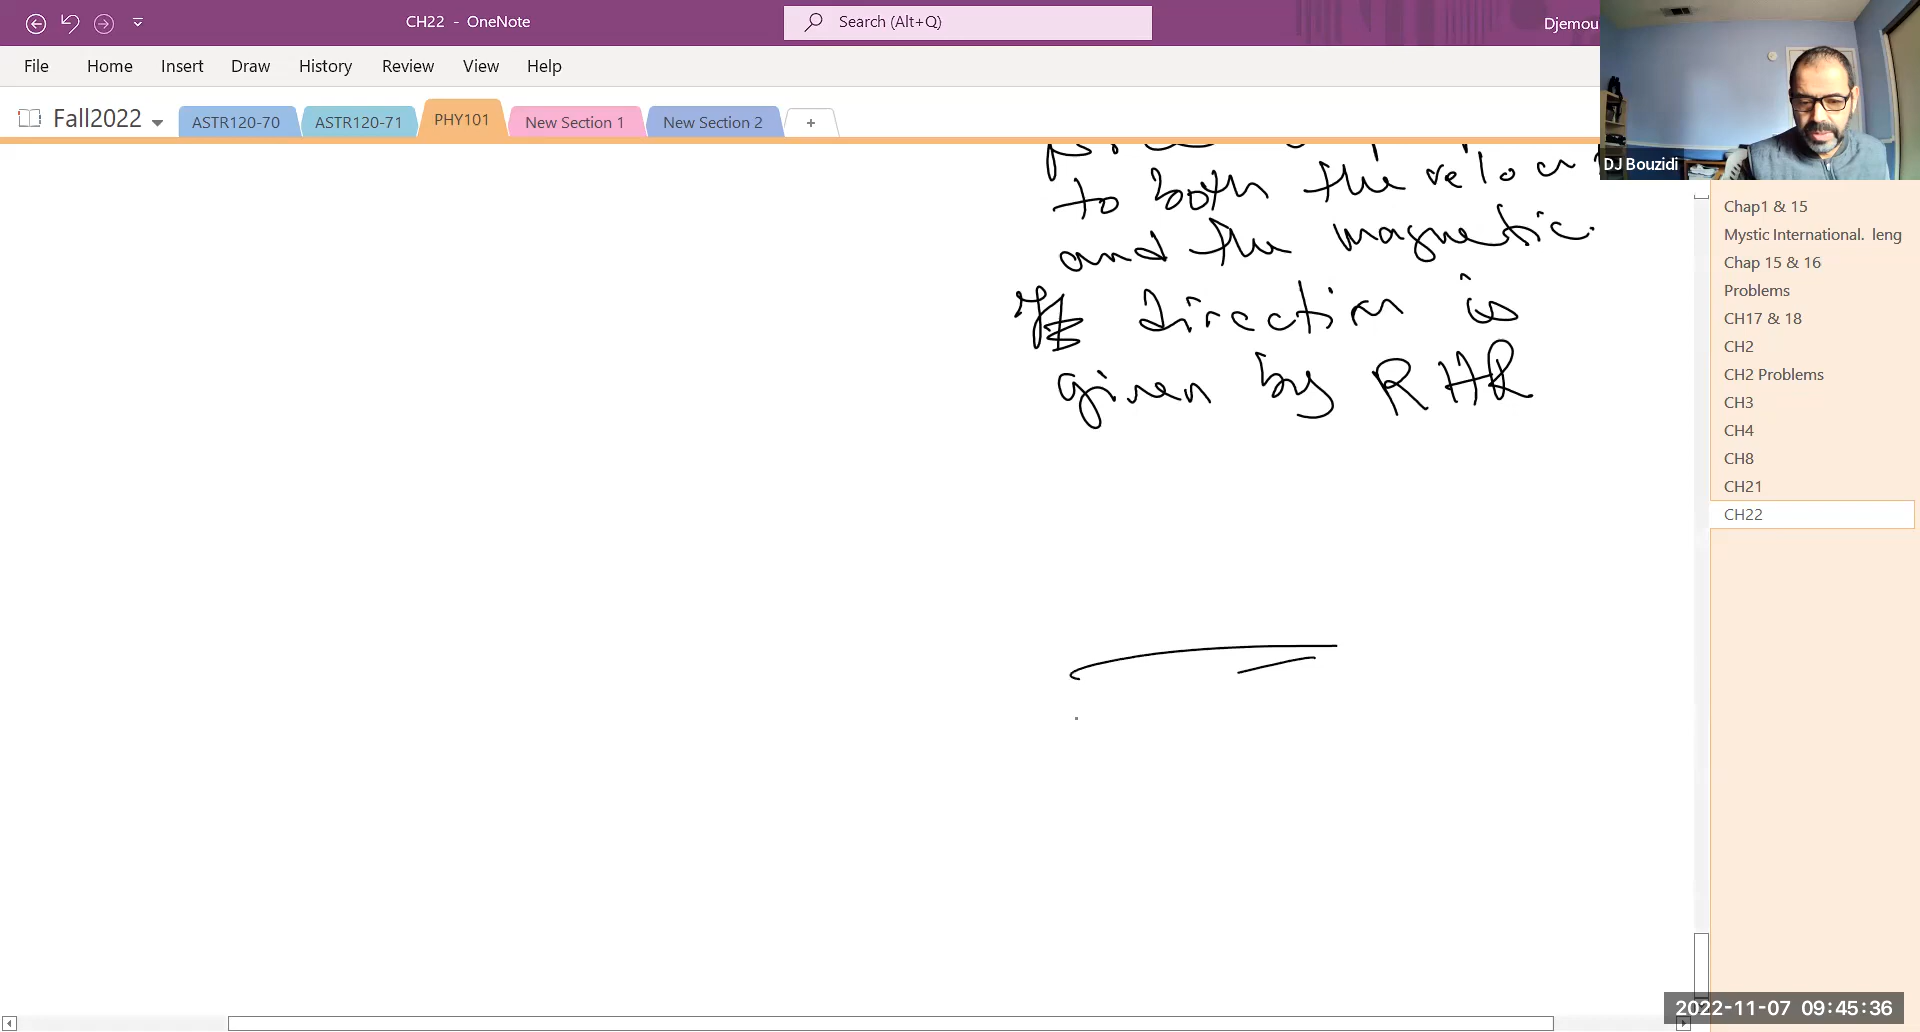 CH22 - OneNote
Search (Alt+Q)
Djemou
File Home Insert Draw History Review View Help
Fall2022
ASTR120-70 ASTR120-71 PHY101 New Section 1 New Section 2 +
DJ Bouzidi
to both the
and the magnetic
direction is
given by RHR
Chap1 & 15
Mystic International. leng
Chap 15 & 16
Problems
CH17 & 18
CH2
CH2 Problems
CH3
CH4
CH8
CH21
CH22
2022-11-07 09:45:36